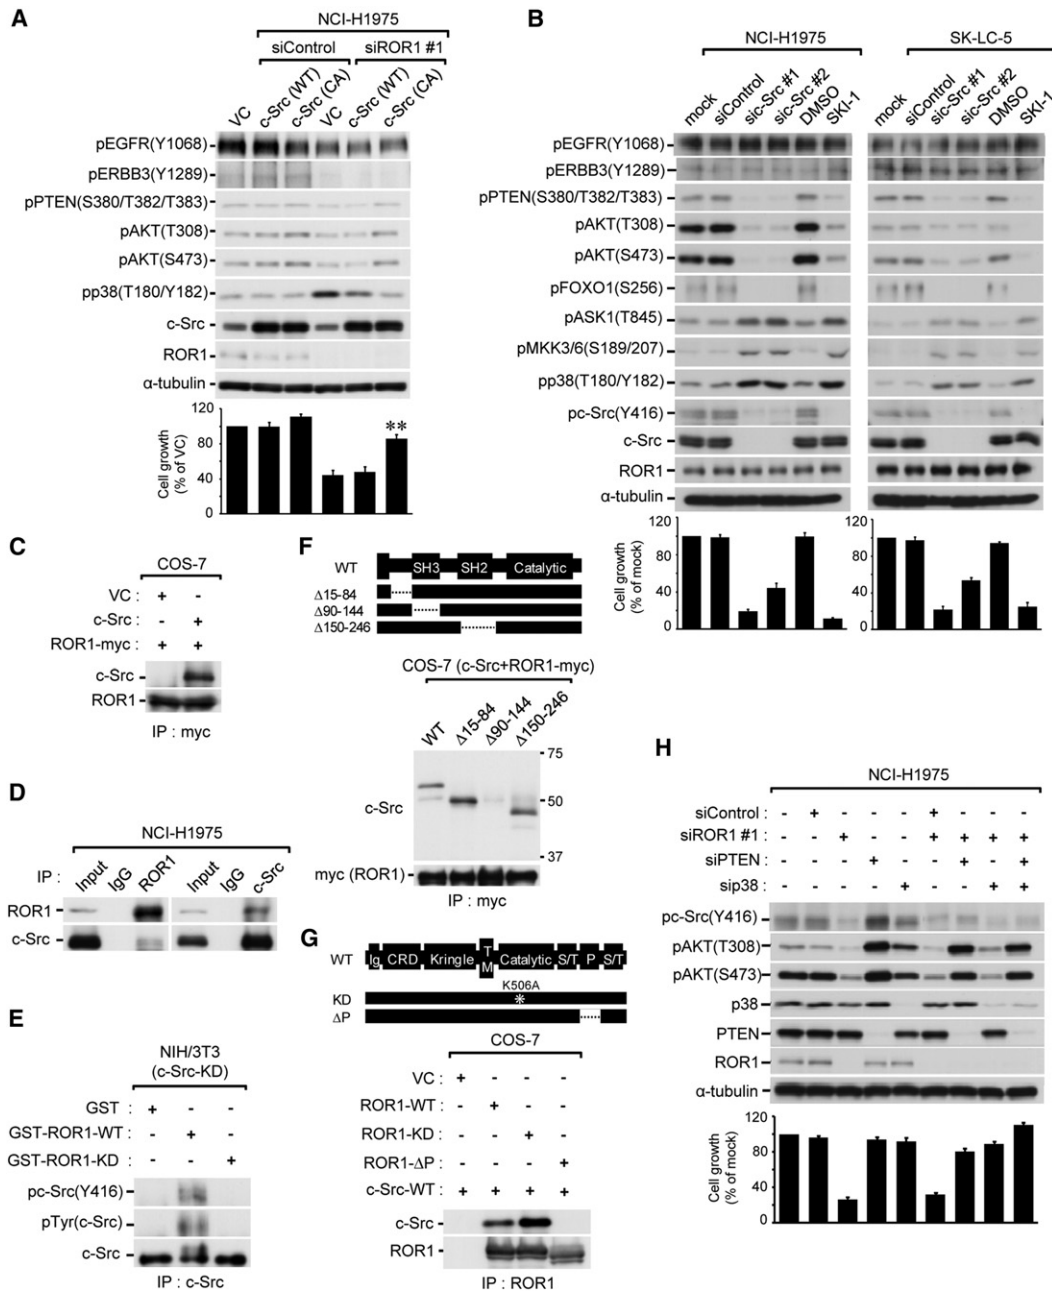 A
NCI-H1975
siControl
siROR1 #1
VC
c-Src (WT)
c-Src (CA)
VC
c-Src (WT)
c-Src (CA)
pEGFR(Y1068)
pERBB3(Y1289)
pPTEN(S380/T382/T383)
pAKT(T308)
pAKT(S473)
pp38(T180/Y182)
c-Src
ROR1
α-tubulin
Cell growth
(% of VC)
120
80
40
0
**
B
NCI-H1975
SK-LC-5
mock
siControl
sic-Src #1
sic-Src #2
DMSO
SKI-1
mock
siControl
sic-Src #1
sic-Src #2
DMSO
SKI-1
pEGFR(Y1068)
pERBB3(Y1289)
pPTEN(S380/T382/T383)
pAKT(T308)
pAKT(S473)
pFOXO1(S256)
pASK1(T845)
pMKK3/6(S189/207)
pp38(T180/Y182)
pc-Src(Y416)
c-Src
ROR1
α-tubulin
Cell growth
(% of mock)
120
80
40
0
120
80
40
0
C
COS-7
VC : + -
c-Src : - +
ROR1-myc : + +
c-Src
ROR1
IP : myc
D
NCI-H1975
IP :
Input
IgG
ROR1
Input
IgG
c-Src
ROR1
c-Src
E
NIH/3T3
(c-Src-KD)
GST : + - -
GST-ROR1-WT : - + -
GST-ROR1-KD : - - +
pc-Src(Y416)
pTyr(c-Src)
c-Src
IP : c-Src
F
WT
SH3
SH2
Catalytic
Δ15-84
Δ90-144
Δ150-246
COS-7 (c-Src+ROR1-myc)
WT
Δ15-84
Δ90-144
Δ150-246
75
50
37
c-Src
myc (ROR1)
IP : myc
G
WT
Ig
CRD
Kringle
T
M
Catalytic
S/T
P
S/T
K506A
KD
*
ΔP
COS-7
VC : + - - -
ROR1-WT : - + - -
ROR1-KD : - - + -
ROR1-ΔP : - - - +
c-Src-WT : + + + +
c-Src
ROR1
IP : ROR1
H
NCI-H1975
siControl : - + - - - + - - -
siROR1 #1 : - - + - - + + + +
siPTEN : - - - + - - + - +
sip38 : - - - - + - - + +
pc-Src(Y416)
pAKT(T308)
pAKT(S473)
p38
PTEN
ROR1
α-tubulin
Cell growth
(% of mock)
120
80
40
0